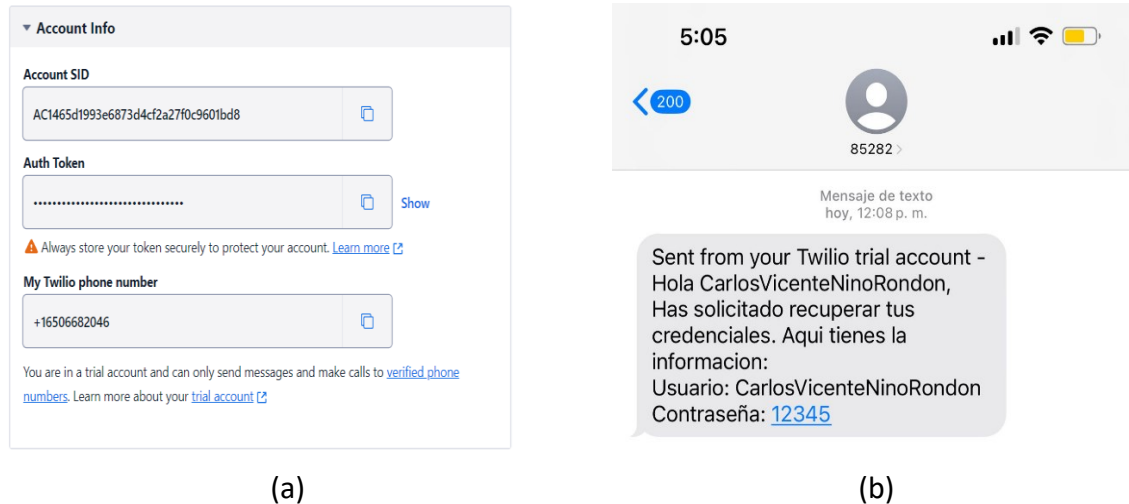 Account Info
Account SID
AC1465d1993e6873d4cf2a27f0c9601bd8
Auth Token
••••••••••••••••••••••••••••••••
Show
Always store your token securely to protect your account. Learn more
My Twilio phone number
+16506682046
You are in a trial account and can only send messages and make calls to verified phone
numbers. Learn more about your trial account
(a)
5:05
200
85282
Mensaje de texto
hoy, 12:08 p. m.
Sent from your Twilio trial account -
Hola CarlosVicenteNinoRondon,
Has solicitado recuperar tus
credenciales. Aqui tienes la
informacion:
Usuario: CarlosVicenteNinoRondon
Contraseña: 12345
(b)